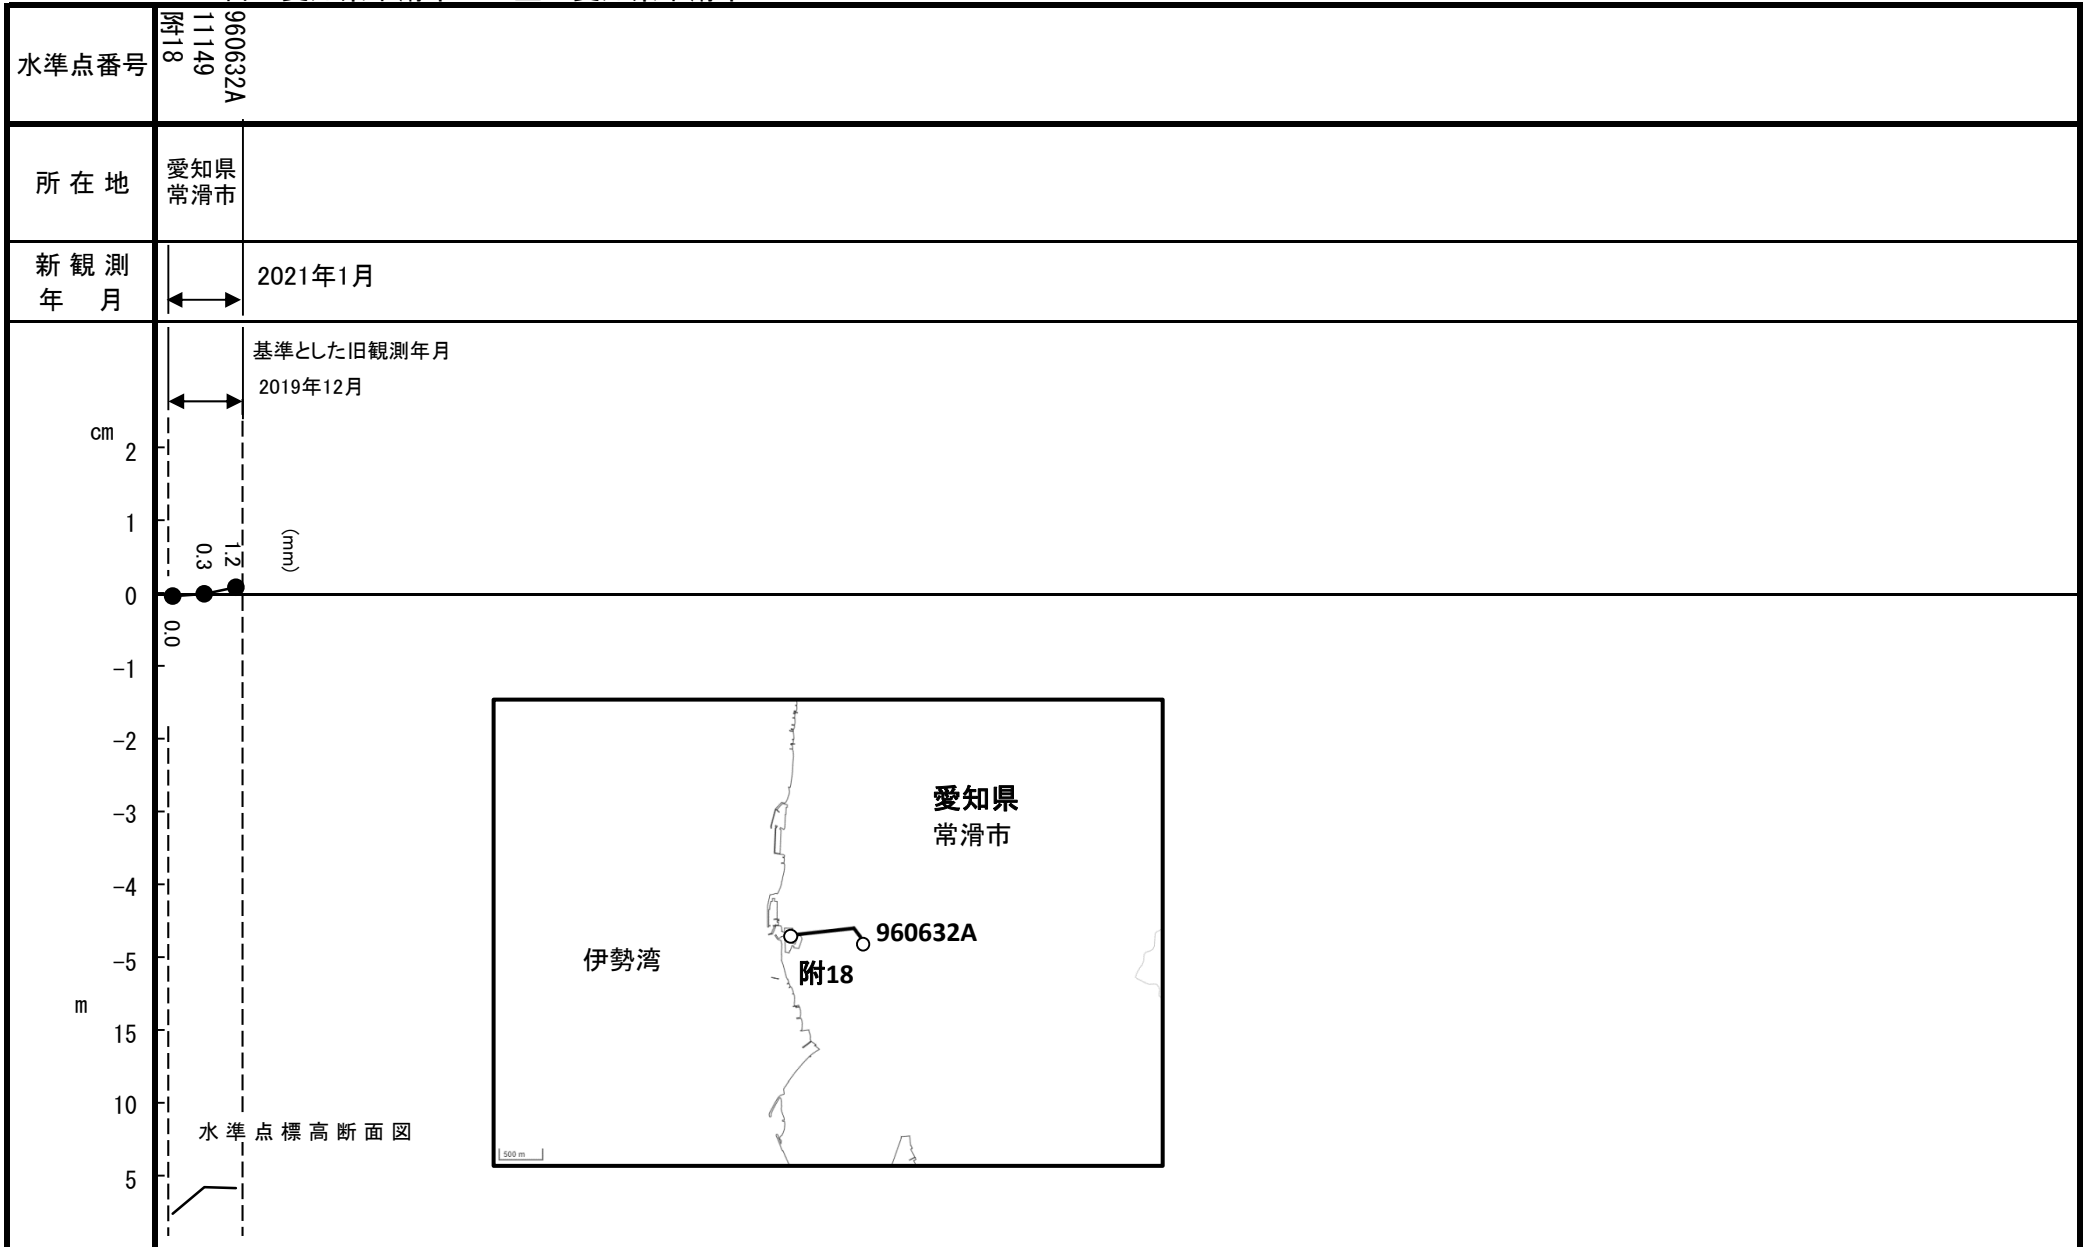 水準点番号
附18
11149
960632A
所 在 地
愛知県
常滑市
新 観 測
年 月
2021年1月
基準とした旧観測年月
2019年12月
cm
2
1
0
-1
-2
-3
-4
-5
0.0
0.3
1.2
(mm)
愛知県
常滑市
伊勢湾
960632A
附18
500 m
m
15
10
5
水 準 点 標 高 断 面 図